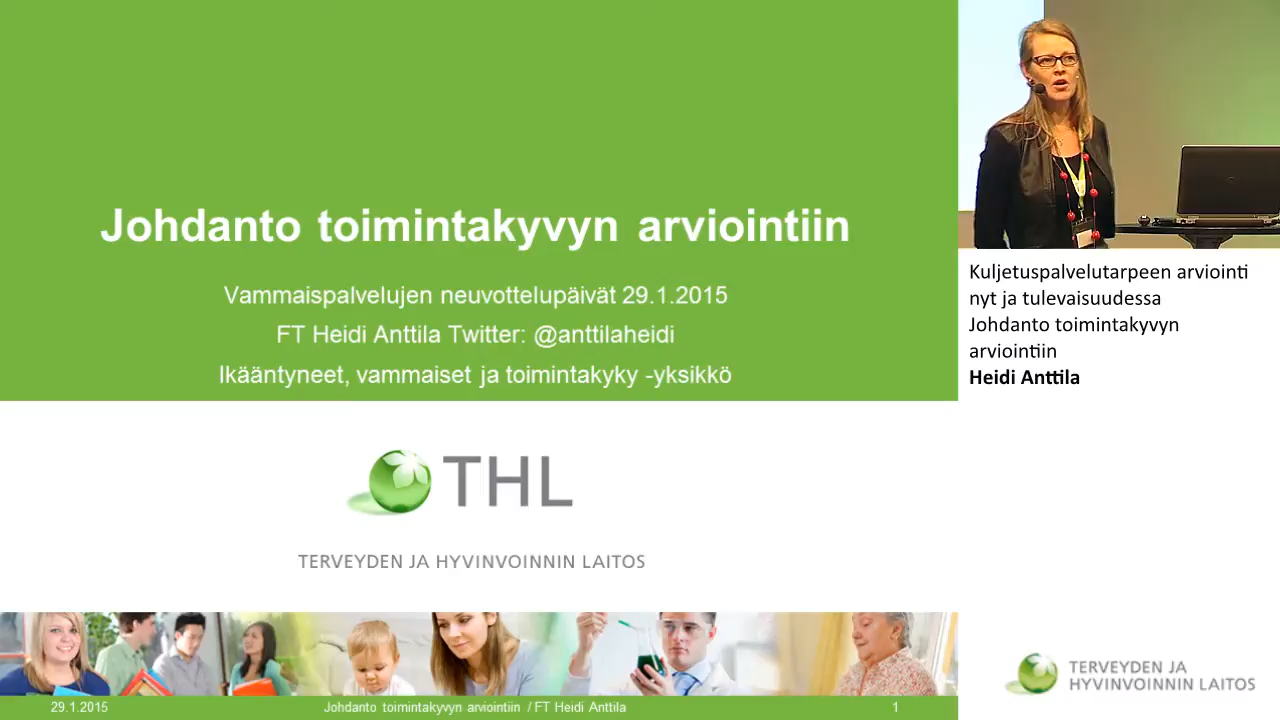 Johdanto toimintakyvyn arviointiin
Vammaispalvelujen neuvottelupäivät 29.1.2015
FT Heidi Anttila Twitter: @anttilaheidi
Ikääntyneet, vammaiset ja toimintakyky -yksikkö
THL
TERVEYDEN JA HYVINVOINNIN LAITOS
29.1.2015
Johdanto toimintakyvyn arviointiin / FT Heidi Anttila
1
Kuljetuspalvelutarpeen arviointi
nyt ja tulevaisuudessa
Johdanto toimintakyvyn
arviointiin
Heidi Anttila
TERVEYDEN JA
HYVINVOINNIN LAITOS